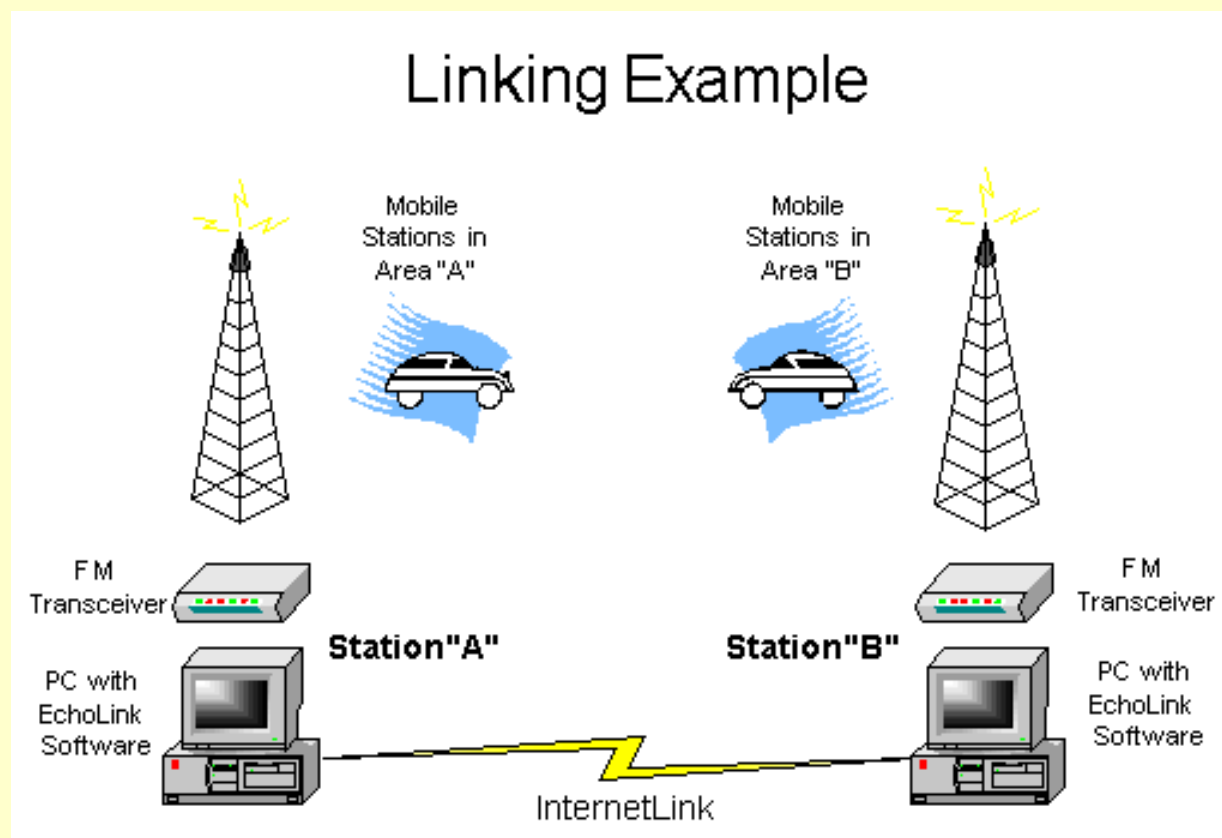 Linking Example
Mobile
Stations in
Area "A"
Mobile
Stations in
Area "B"
FM
Transceiver
FM
Transceiver
Station"A"
Station"B"
PC with
EchoLink
Software
PC with
EchoLink
Software
InternetLink